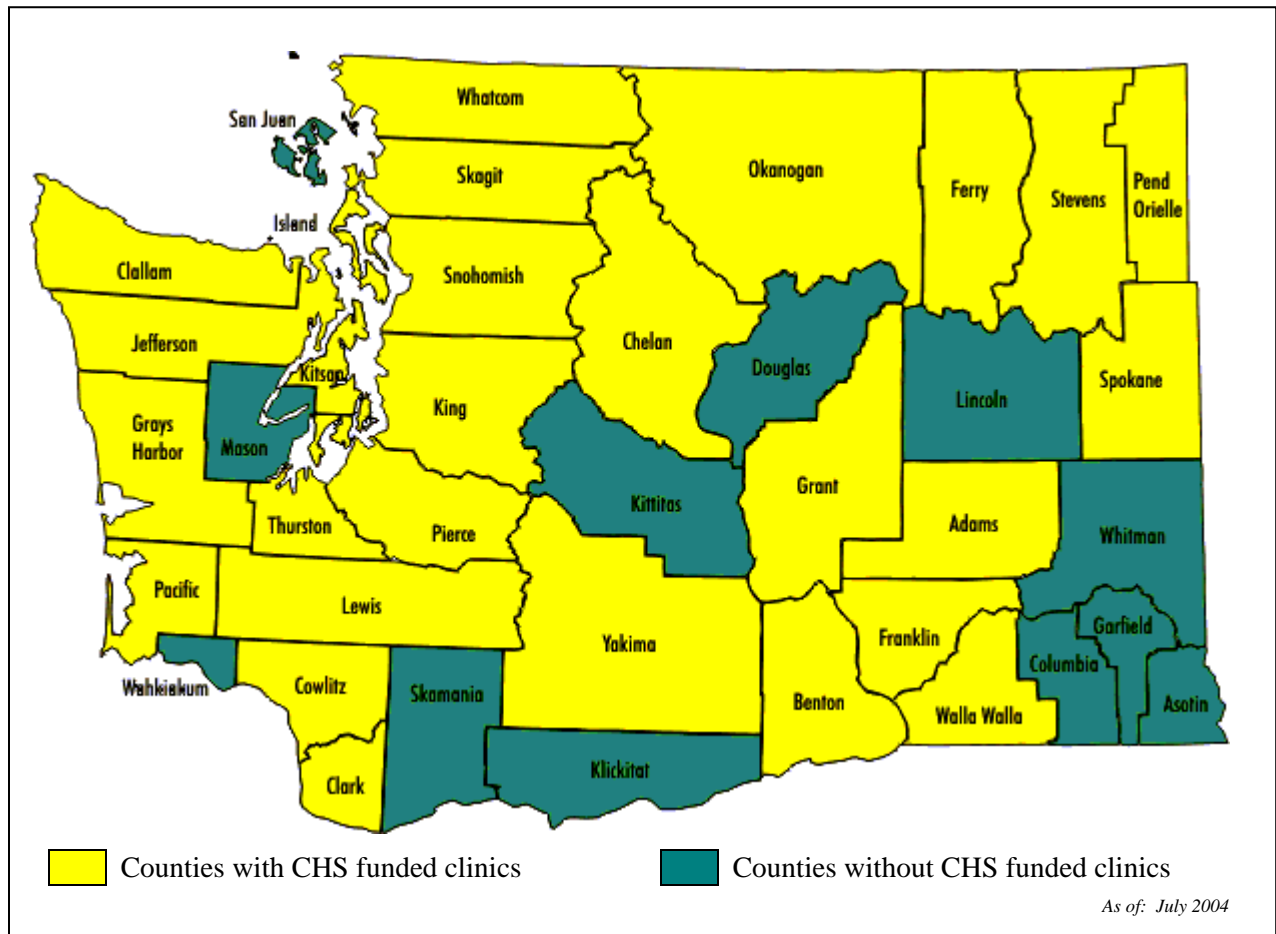 Whatcom
San Juan
Okanogan
Skagit
Ferry
Stevens
Pend
Orielle
Island
Clallam
Snohomish
Jefferson
Chelan
Kitsap
Douglas
Spokane
King
Lincoln
Grays
Harbor
Mason
Grant
Kittitas
Thurston
Pierce
Adams
Whitman
Pacific
Lewis
Yakima
Franklin
Garfield
Columbia
Wahkiakum
Cowlitz
Skamania
Benton
Walla Walla
Asotin
Clark
Klickitat
Counties with CHS funded clinics
Counties without CHS funded clinics
As of: July 2004